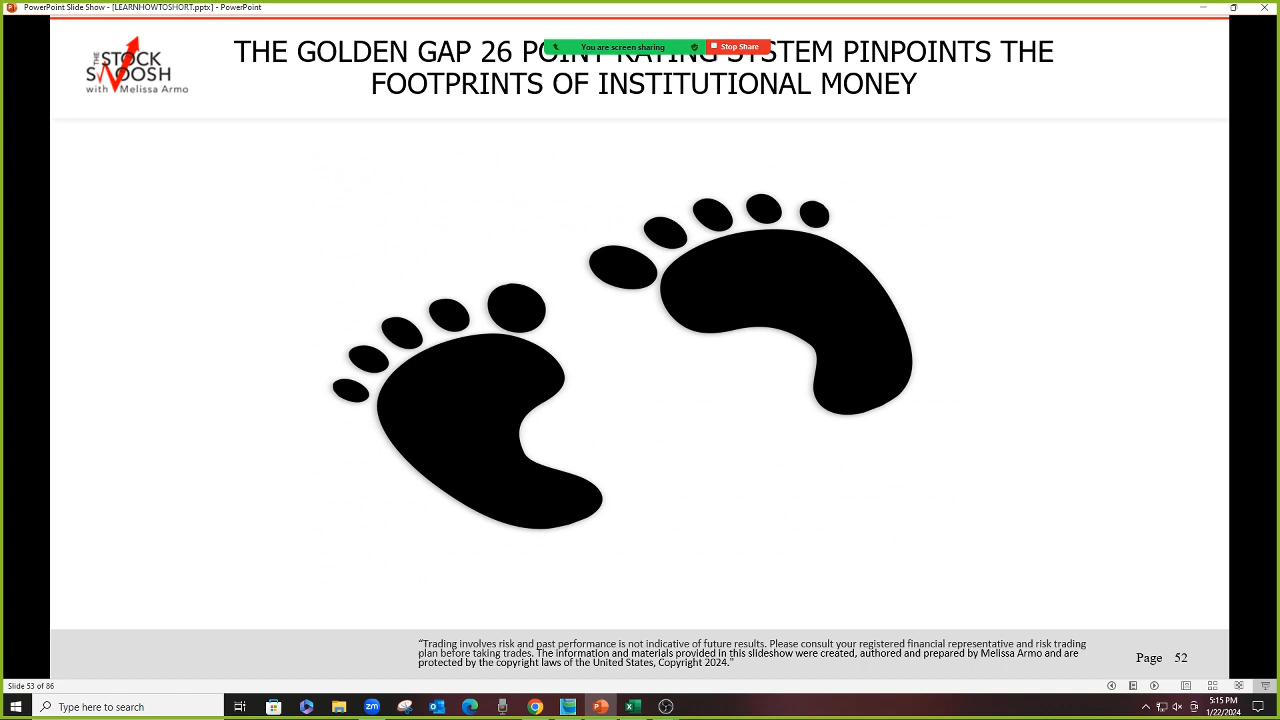 PowerPoint Slide Show - [LEARNHOWTOSHORT.pptx] - PowerPoint
THE STOCK SWOOSH
with Melissa Armo
You are screen sharing
Stop Share
THE GOLDEN GAP 26 POINT RATING SYSTEM PINPOINTS THE
FOOTPRINTS OF INSTITUTIONAL MONEY
"Trading involves risk and past performance is not indicative of future results. Please consult your registered financial representative and risk trading
plan before taking trades. The information and materials provided in this slideshow were created, authored and prepared by Melissa Armo and are
protected by the copyright laws of the United States, Copyright 2024."
Page 52
Slide 53 of 86
Type here to search
5:15 PM
1/22/2024